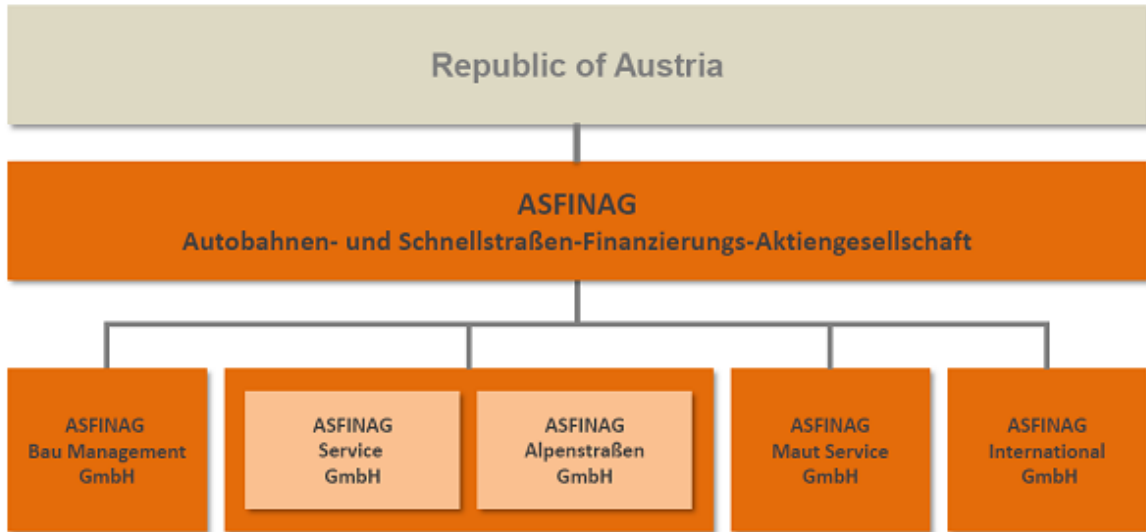 Republic of Austria
ASFINAG
Autobahnen- und Schnellstraßen-Finanzierungs-Aktiengesellschaft
ASFINAG
Bau Management
GmbH
ASFINAG
Service
GmbH
ASFINAG
Alpenstraßen
GmbH
ASFINAG
Maut Service
GmbH
ASFINAG
International
GmbH